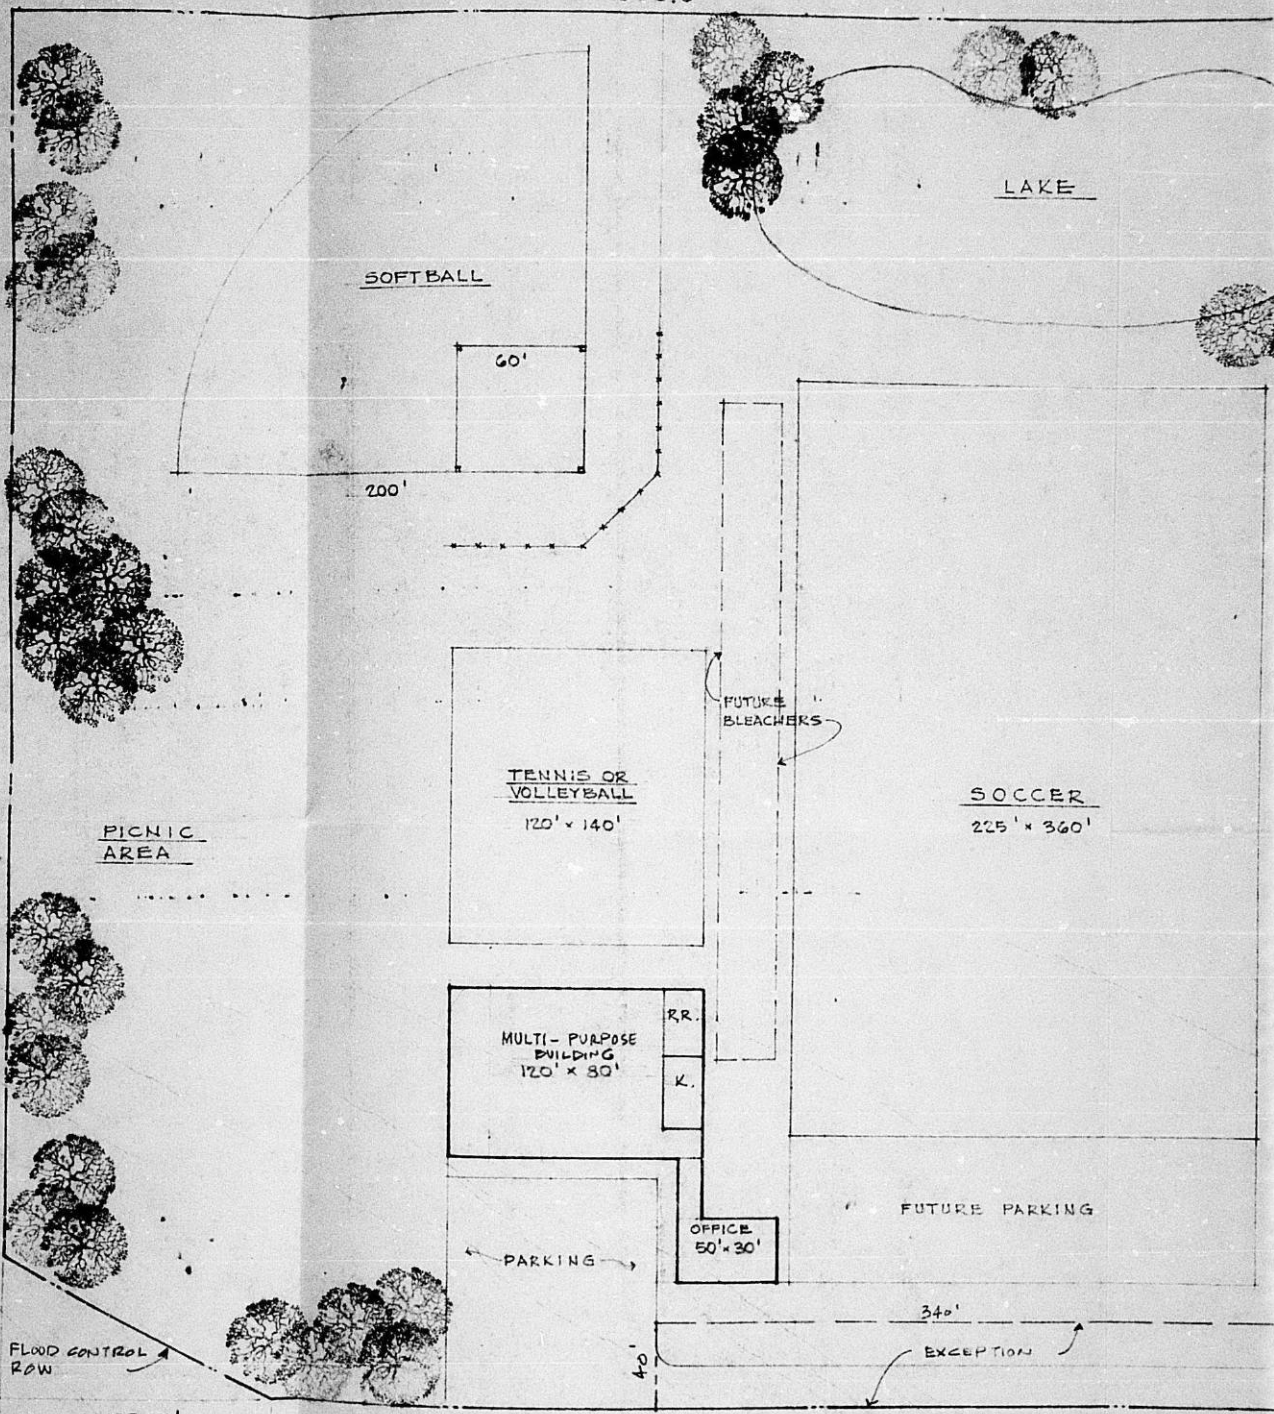 LAKE
SOFTBALL
60'
200'
FUTURE
BLEACHERS
TENNIS OR
VOLLEYBALL
120' x 140'
SOCCER
225' x 360'
PICNIC
AREA
R.R.
MULTI-PURPOSE
BUILDING
120' x 80'
K.
FUTURE PARKING
OFFICE
50' x 30'
PARKING
340'
FLOOD CONTROL
ROW
40'
EXCEPTION